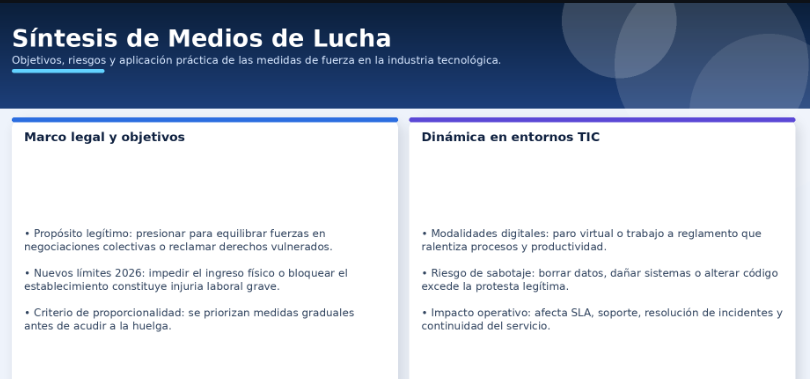 Síntesis de Medios de Lucha
Objetivos, riesgos y aplicación práctica de las medidas de fuerza en la industria tecnológica.
Marco legal y objetivos
• Propósito legítimo: presionar para equilibrar fuerzas en
negociaciones colectivas o reclamar derechos vulnerados.
• Nuevos límites 2026: impedir el ingreso físico o bloquear el
establecimiento constituye injuria laboral grave.
• Criterio de proporcionalidad: se priorizan medidas graduales
antes de acudir a la huelga.
Dinámica en entornos TIC
• Modalidades digitales: paro virtual o trabajo a reglamento que
ralentiza procesos y productividad.
• Riesgo de sabotaje: borrar datos, dañar sistemas o alterar código
excede la protesta legítima.
• Impacto operativo: afecta SLA, soporte, resolución de incidentes y
continuidad del servicio.